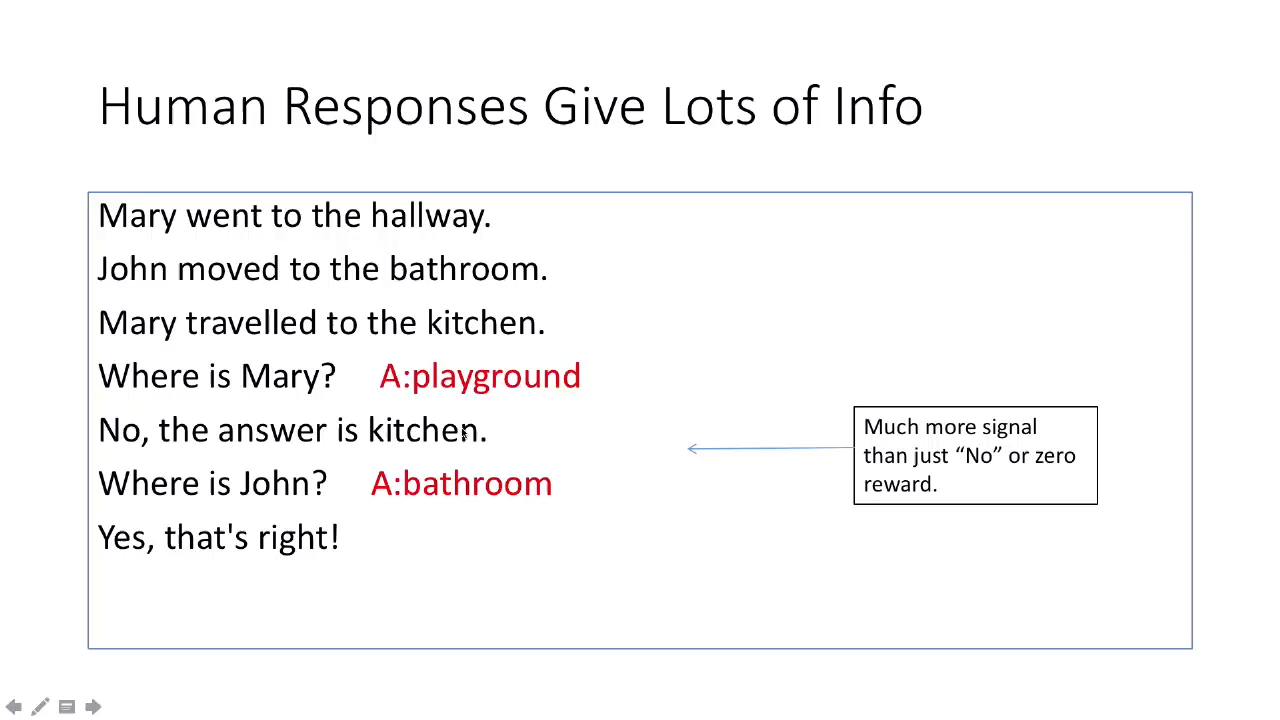 Human Responses Give Lots of Info
Mary went to the hallway.
John moved to the bathroom.
Mary travelled to the kitchen.
Where is Mary? A:playground
No, the answer is kitchen.
Where is John? A:bathroom
Yes, that's right!
Much more signal
than just “No” or zero
reward.